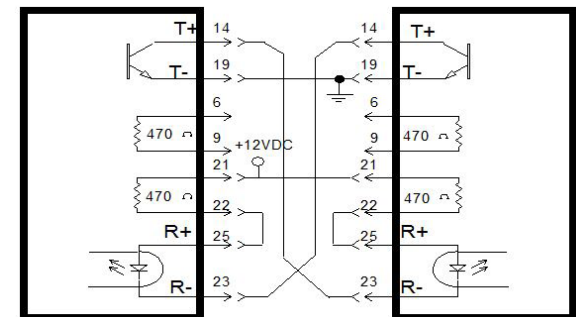 T+ 14 14 T+
T- 19 19 T-
6 6
470 Ω 9 +12VDC 9 470 Ω
21 21
470 Ω 22 22 470 Ω
R+ 25 25 R+
R- 23 23 R-